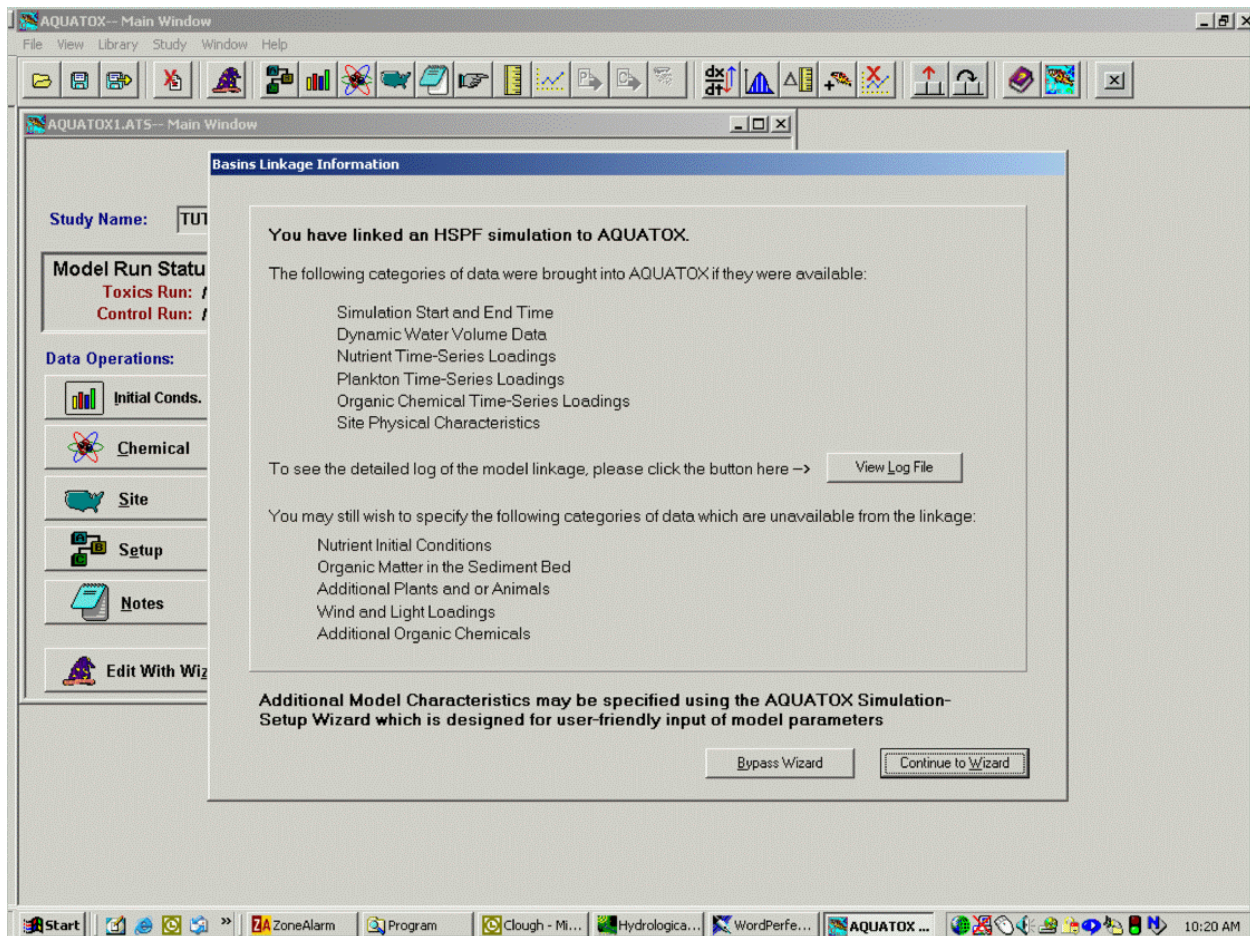 AQUATOX-- Main Window
File View Library Study Window Help
dx
dt
AQUATOX1.ATS-- Main Window
Basins Linkage Information
Study Name: TUT
Model Run Statu
Toxics Run:
Control Run:
Data Operations:
Initial Conds.
Chemical
Site
Setup
Notes
Edit With Wiz
You have linked an HSPF simulation to AQUATOX.
The following categories of data were brought into AQUATOX if they were available:
Simulation Start and End Time
Dynamic Water Volume Data
Nutrient Time-Series Loadings
Plankton Time-Series Loadings
Organic Chemical Time-Series Loadings
Site Physical Characteristics
To see the detailed log of the model linkage, please click the button here --> View Log File
You may still wish to specify the following categories of data which are unavailable from the linkage:
Nutrient Initial Conditions
Organic Matter in the Sediment Bed
Additional Plants and or Animals
Wind and Light Loadings
Additional Organic Chemicals
Additional Model Characteristics may be specified using the AQUATOX Simulation-
Setup Wizard which is designed for user-friendly input of model parameters
Bypass Wizard Continue to Wizard
Start » ZA ZoneAlarm Program Clough - Mi... Hydrologica... WordPerfe... AQUATOX ... N 10:20 AM